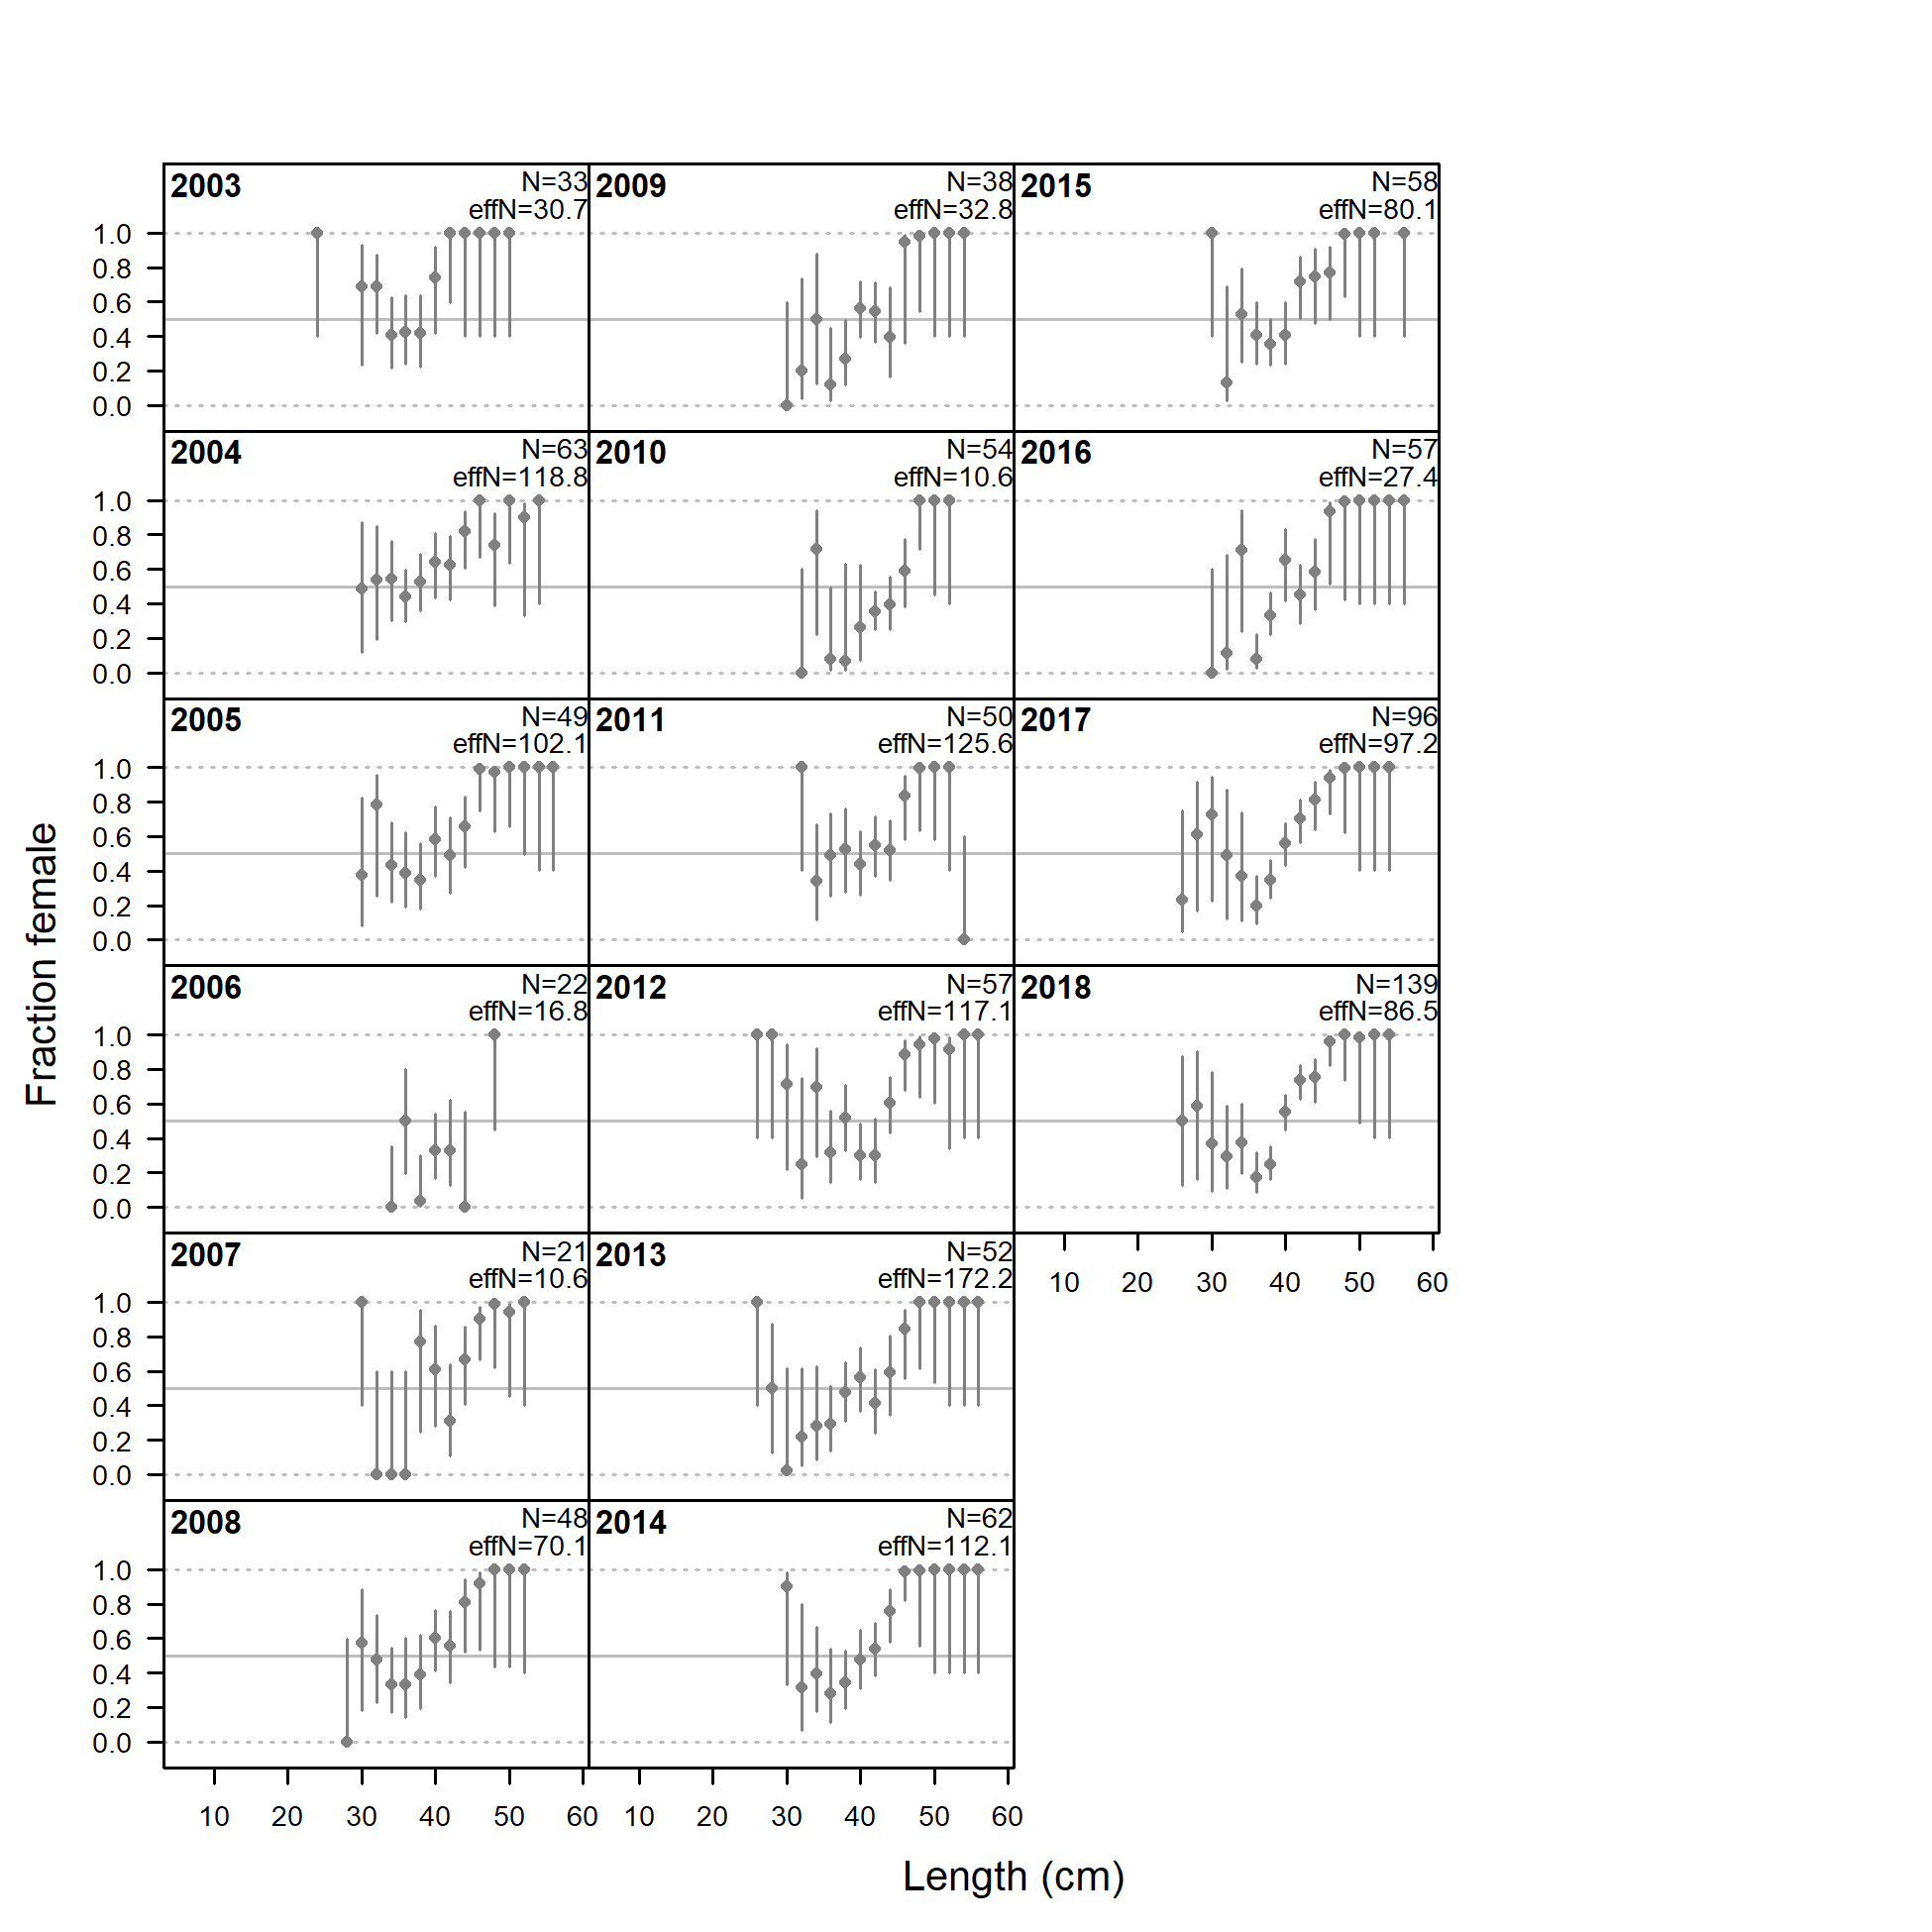 2003 N=33 2009 N=38 2015 N=58
effN=30.7 effN=32.8 effN=80.1
1.0
0.8
0.6
0.4
0.2
0.0
2004 N=63 2010 N=54 2016 N=57
effN=118.8 effN=10.6 effN=27.4
1.0
0.8
0.6
0.4
0.2
0.0
2005 N=49 2011 N=50 2017 N=96
effN=102.1 effN=125.6 effN=97.2
1.0
0.8
0.6
0.4
0.2
0.0
Fraction female
2006 N=22 2012 N=57 2018 N=139
effN=16.8 effN=117.1 effN=86.5
1.0
0.8
0.6
0.4
0.2
0.0
2007 N=21 2013 N=52
effN=10.6 effN=172.2
10 20 30 40 50 60
1.0
0.8
0.6
0.4
0.2
0.0
2008 N=48 2014 N=62
effN=70.1 effN=112.1
1.0
0.8
0.6
0.4
0.2
0.0
10 20 30 40 50 60 10 20 30 40 50 60
Length (cm)